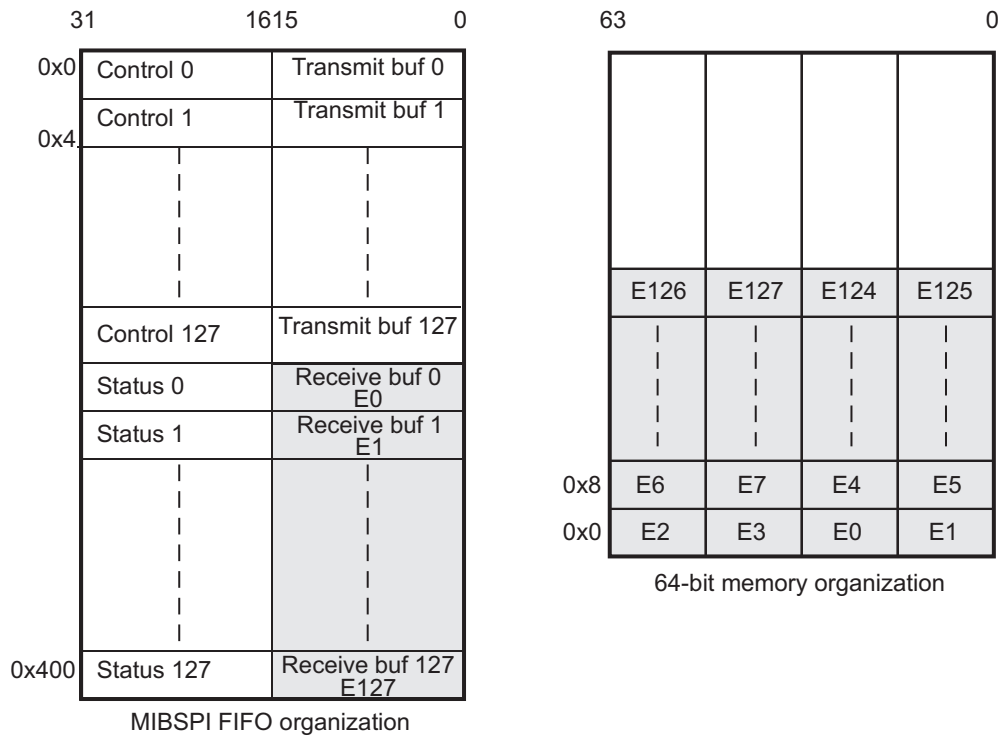 31 1615 0
0x0 Control 0 Transmit buf 0
Control 1 Transmit buf 1
0x4
Control 127 Transmit buf 127
Status 0 Receive buf 0
E0
Status 1 Receive buf 1
E1
0x400 Status 127 Receive buf 127
E127
MIBSPI FIFO organization
63 0
E126 E127 E124 E125
0x8 E6 E7 E4 E5
0x0 E2 E3 E0 E1
64-bit memory organization